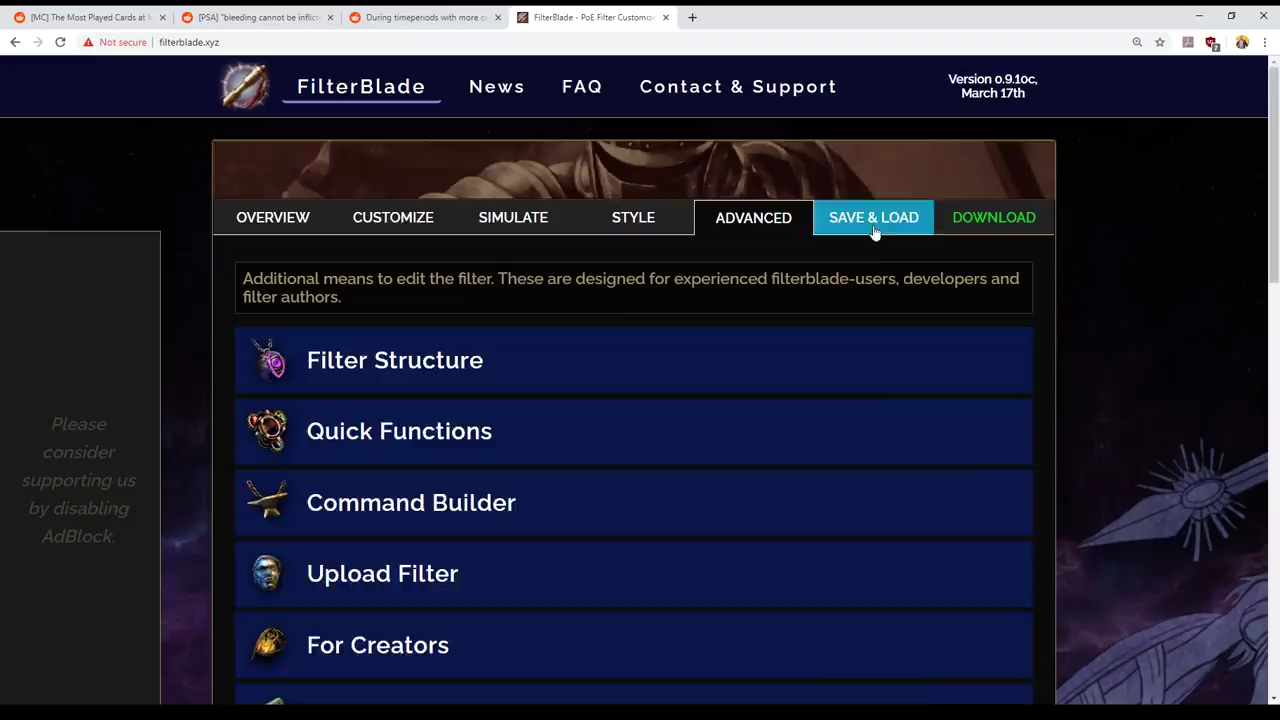 [MC] The Most Played Cards at M
[PSA] "bleeding cannot be inflict
During timeperiods with more o
FilterBlade - PoE Filter Customize
Not secure
filterblade.xyz
7
FilterBlade
News
FAQ
Contact & Support
Version 0.9.10c,
March 17th
OVERVIEW
CUSTOMIZE
SIMULATE
STYLE
ADVANCED
SAVE & LOAD
DOWNLOAD
Additional means to edit the filter. These are designed for experienced filterblade-users, developers and
filter authors.
Filter Structure
Quick Functions
Command Builder
Upload Filter
For Creators
Please
consider
supporting us
by disabling
AdBlock.